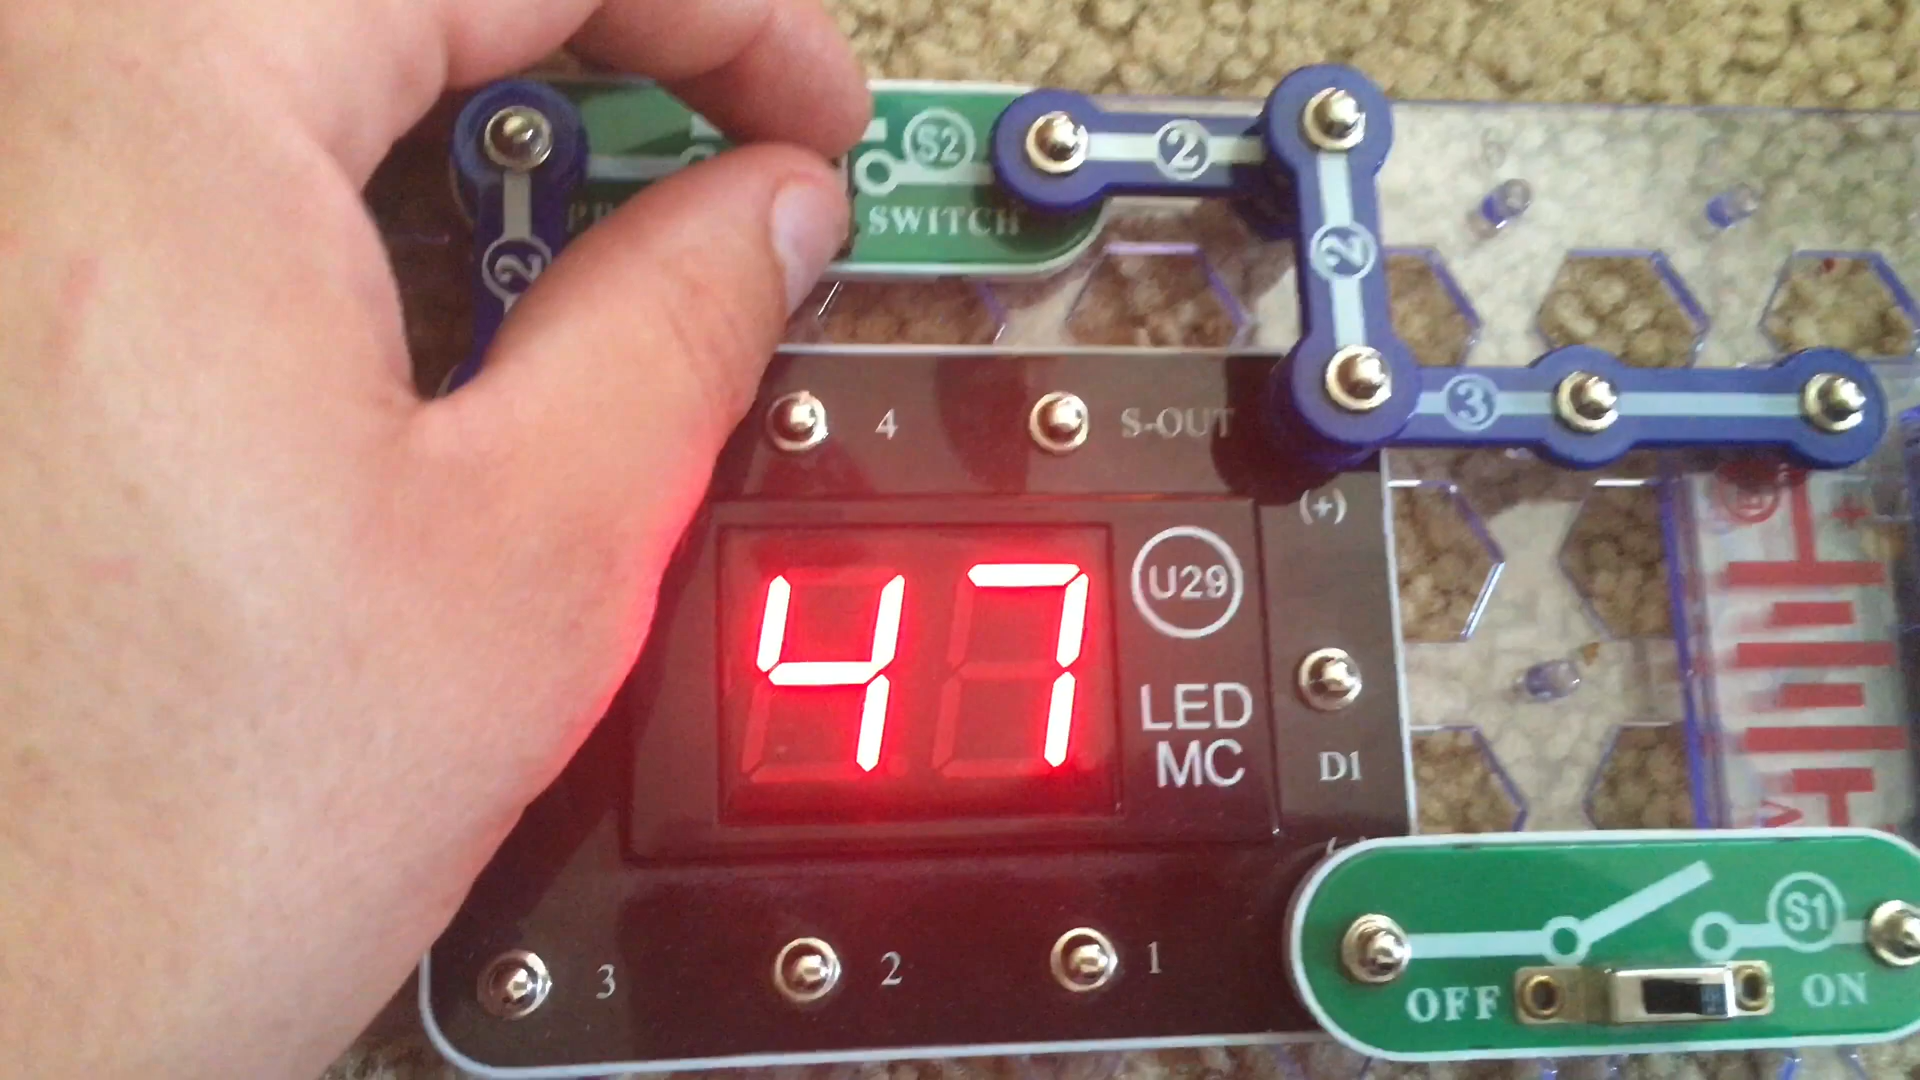 S2
2
SWITCH
2
2
3
4
S-OUT
(+)
U29
47
LED
MC
D1
S1
3
2
1
OFF
ON